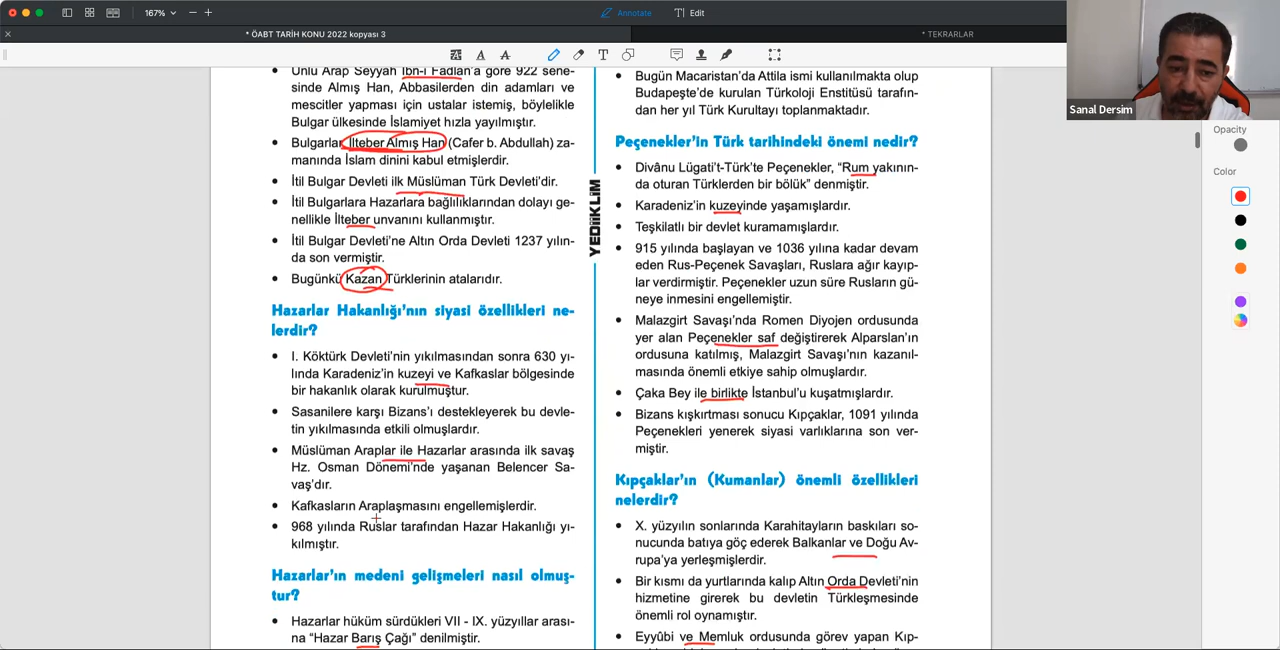 167%
Annotate
Edit
* ÖABT TARİH KONU 2022 kopyası 3
* TEKRARLAR
Sanal Dersim
Opacity
Color
Ünlü Arap Seyyah İbn-i Fadlan'a göre 922 sene-
sinde Almış Han, Abbasilerden din adamları ve
mescitler yapması için ustalar istemiş, böylelikle
Bulgar ülkesinde İslamiyet hızla yayılmıştır.
• Bulgarlar İlteber Almış Han (Cafer b. Abdullah) za-
manında İslam dinini kabul etmişlerdir.
• İtil Bulgar Devleti ilk Müslüman Türk Devleti'dir.
• İtil Bulgarlara Hazarlara bağlılıklarından dolayı ge-
nellikle İlteber unvanını kullanmıştır.
• İtil Bulgar Devleti'ne Altın Orda Devleti 1237 yılın-
da son vermiştir.
• Bugünkü Kazan Türklerinin atalarıdır.
Hazarlar Hakanlığı'nın siyasi özellikleri ne-
lerdir?
• I. Köktürk Devleti'nin yıkılmasından sonra 630 yı-
lında Karadeniz'in kuzeyi ve Kafkaslar bölgesinde
bir hakanlık olarak kurulmuştur.
• Sasanilere karşı Bizans'ı destekleyerek bu devle-
tin yıkılmasında etkili olmuşlardır.
• Müslüman Araplar ile Hazarlar arasında ilk savaş
Hz. Osman Dönemi'nde yaşanan Belencer Sa-
vaş'dır.
• Kafkasların Araplaşmasını engellemişlerdir.
• 968 yılında Ruslar tarafından Hazar Hakanlığı yı-
kılmıştır.
Hazarlar'ın medeni gelişmeleri nasıl olmuş-
tur?
• Hazarlar hüküm sürdükleri VII - IX. yüzyıllar arası-
na “Hazar Barış Çağı” denilmiştir.
YEDİİKLİM
• Bugün Macaristan'da Attila ismi kullanılmakta olup
Budapeşte'de kurulan Türkoloji Enstitüsü tarafın-
dan her yıl Türk Kurultayı toplanmaktadır.
Peçenekler'in Türk tarihindeki önemi nedir?
• Divânu Lügati't-Türk'te Peçenekler, “Rum yakının-
da oturan Türklerden bir bölük” denmiştir.
• Karadeniz'in kuzeyinde yaşamışlardır.
• Teşkilatlı bir devlet kuramamışlardır.
• 915 yılında başlayan ve 1036 yılına kadar devam
eden Rus-Peçenek Savaşları, Ruslara ağır kayıp-
lar verdirmiştir. Peçenekler uzun süre Rusların gü-
neye inmesini engellemiştir.
• Malazgirt Savaşı'nda Romen Diyojen ordusunda
yer alan Peçenekler saf değiştirerek Alparslan'ın
ordusuna katılmış, Malazgirt Savaşı'nın kazanıl-
masında önemli etkiye sahip olmuşlardır.
• Çaka Bey ile birlikte İstanbul'u kuşatmışlardır.
• Bizans kışkırtması sonucu Kıpçaklar, 1091 yılında
Peçenekleri yenerek siyasi varlıklarına son ver-
miştir.
Kıpçaklar'ın (Kumanlar) önemli özellikleri
nelerdir?
• X. yüzyılın sonlarında Karahitayların baskıları so-
nucunda batıya göç ederek Balkanlar ve Doğu Av-
rupa'ya yerleşmişlerdir.
• Bir kısmı da yurtlarında kalıp Altın Orda Devleti'nin
hizmetine girerek bu devletin Türkleşmesinde
önemli rol oynamıştır.
• Eyyûbi ve Memluk ordusunda görev yapan Kıp-